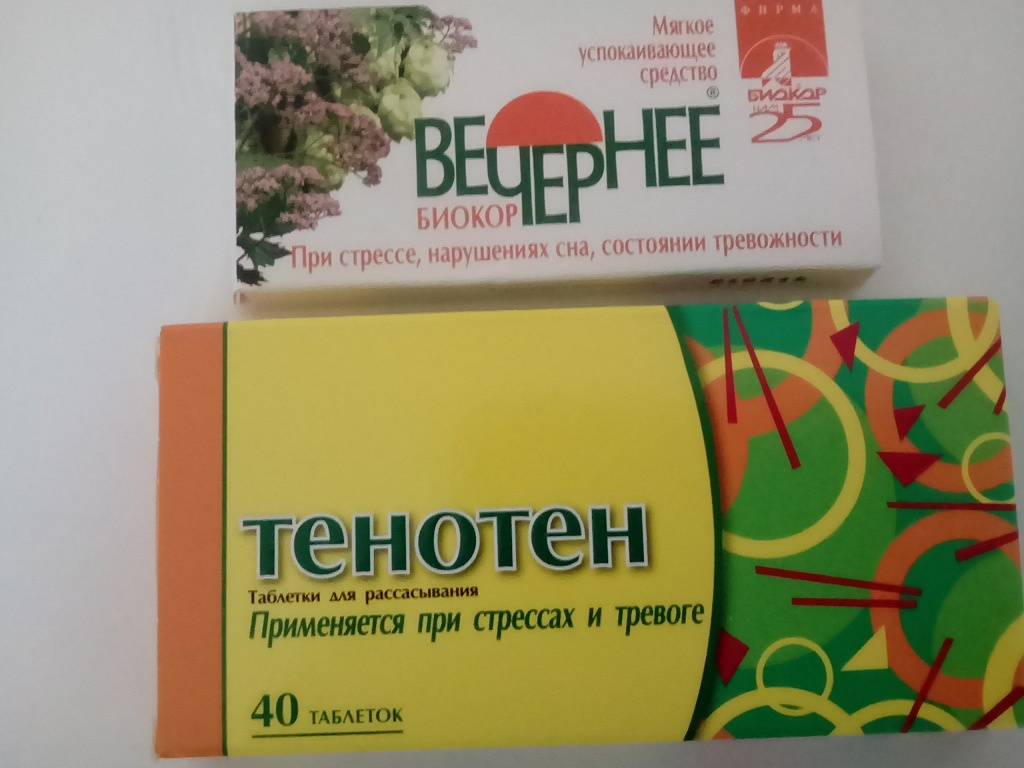 Мягкое
успокаивающее
средство
ФИРМА
БИОКОР
25
ВЕЧЕРНЕЕ®
БИОКОР
При стрессе, нарушениях сна, состоянии тревожности
тенотен
Таблетки для рассасывания
Применяется при стрессах и тревоге
40 ТАБЛЕТОК